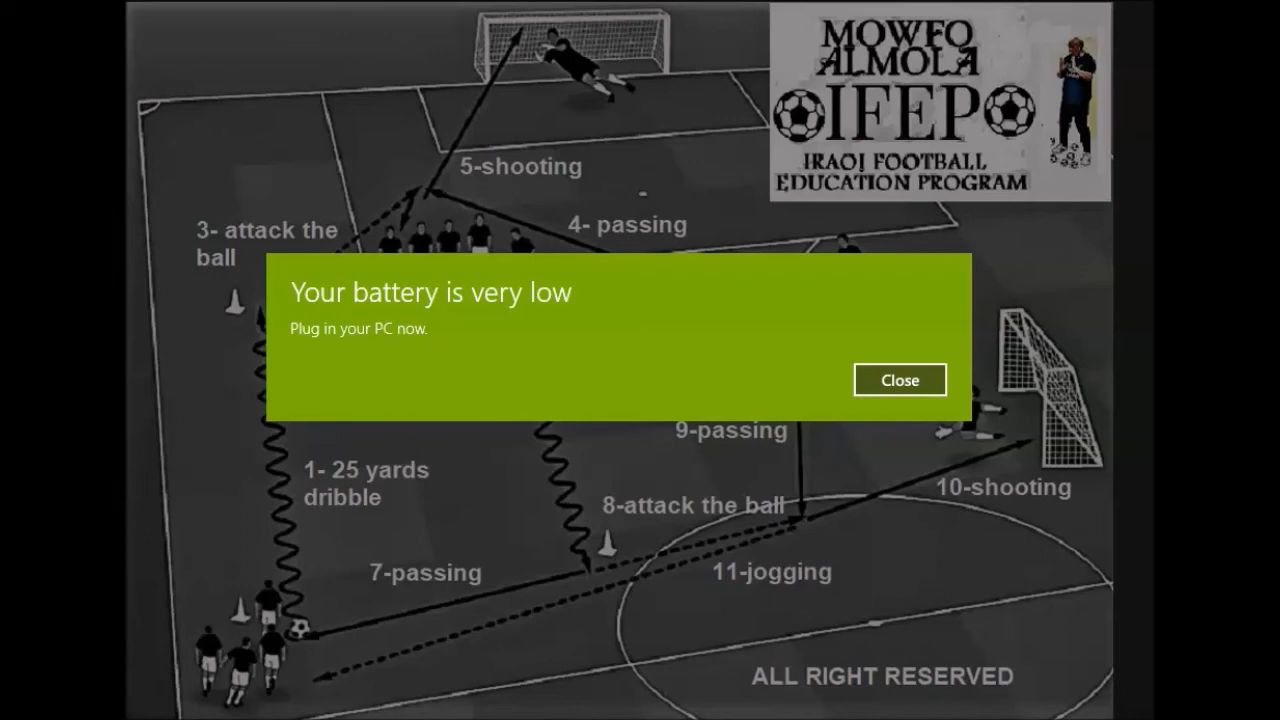 MOWFO
ALMOLA
IFEP
IRAQI FOOTBALL
EDUCATION PROGRAM
5-shooting
4- passing
3- attack the
ball
Your battery is very low
Plug in your PC now.
Close
9-passing
1- 25 yards
dribble
10-shooting
8-attack the ball
7-passing
11-jogging
ALL RIGHT RESERVED